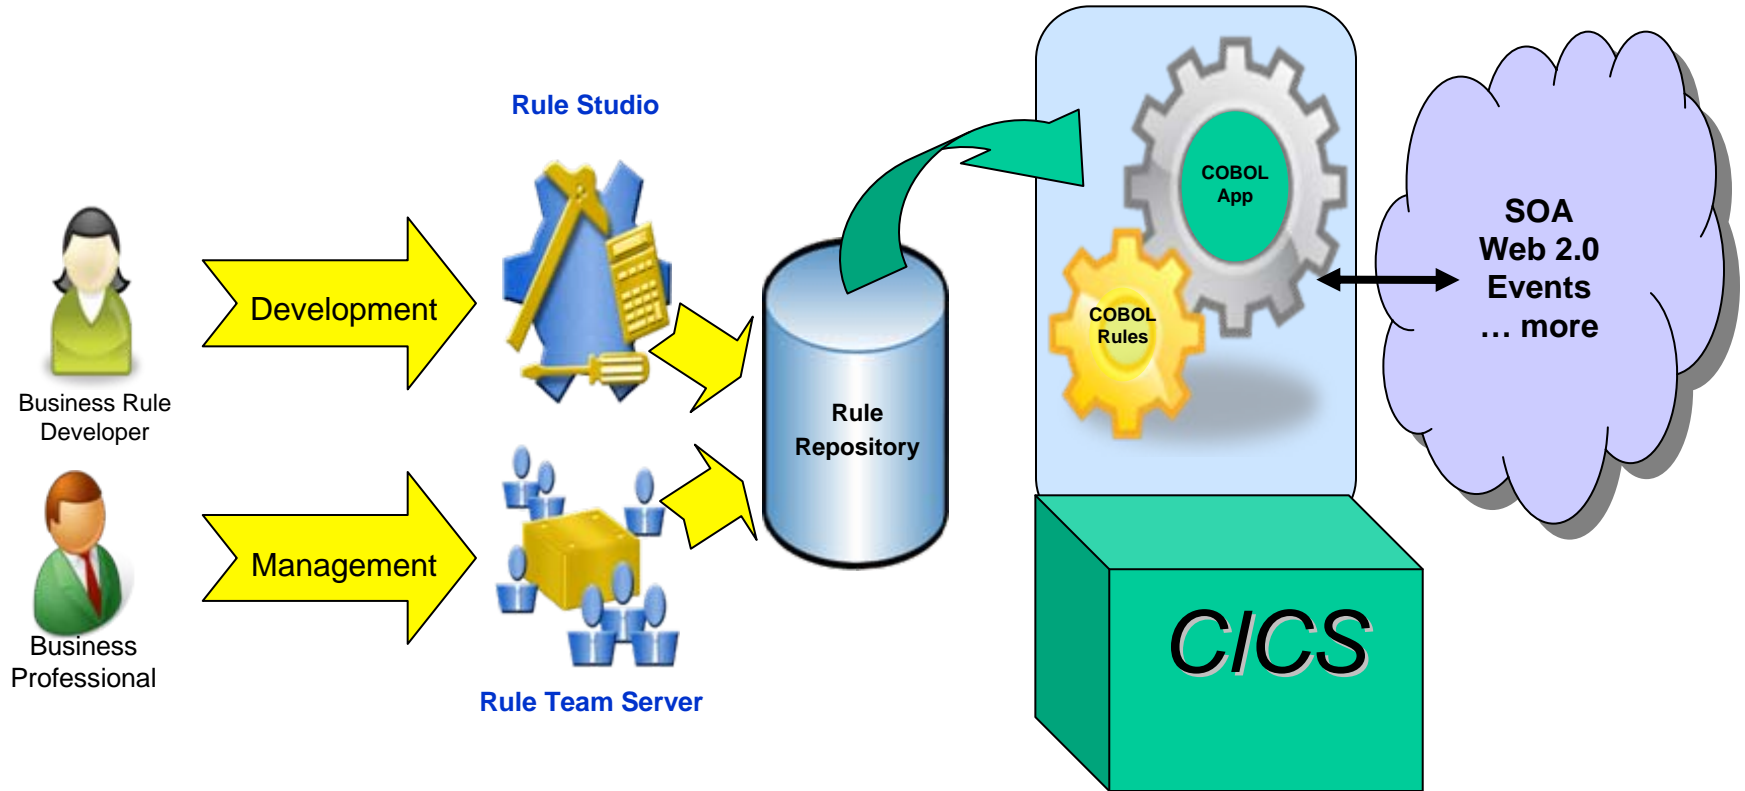 Rule Studio
Development
Business Rule
Developer
Management
Business
Professional
Rule Team Server
Rule
Repository
COBOL
App
COBOL
Rules
CICS
SOA
Web 2.0
Events
… more